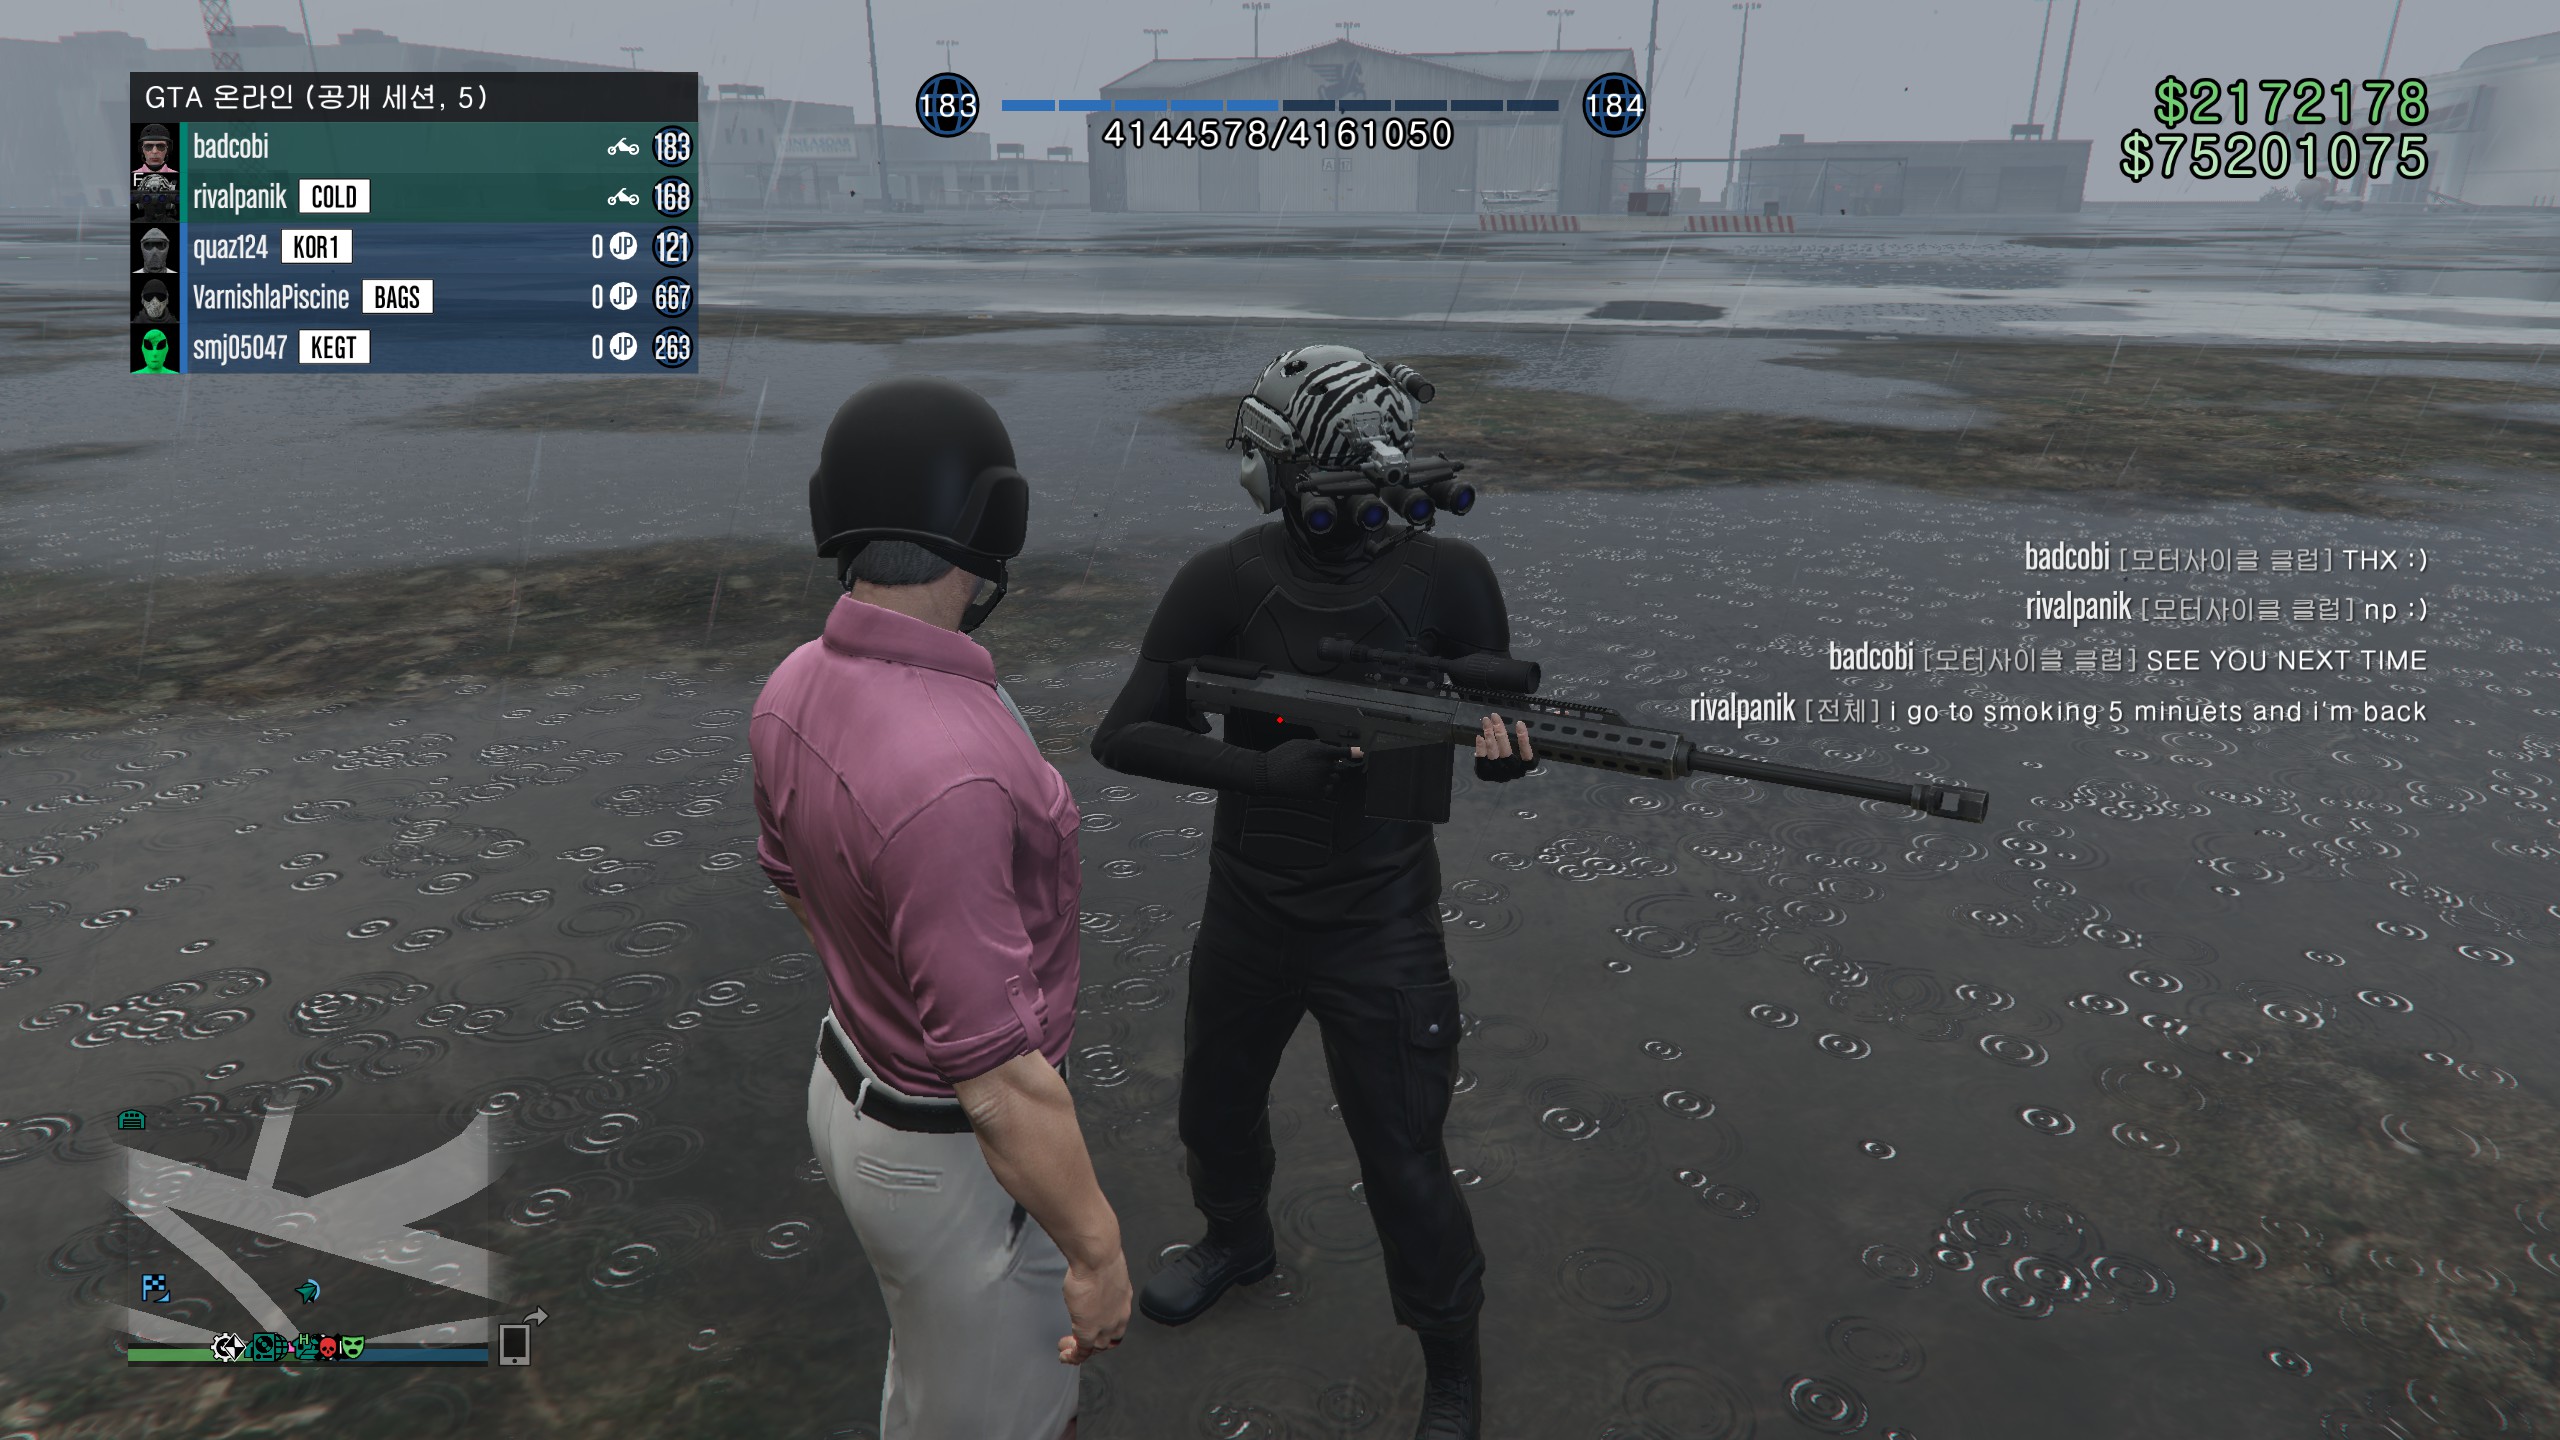 GTA 온라인 (공개 세션, 5)
badcobi 183
rivalpanik COLD 168
quaz124 KOR1 0 JP 121
VarnishlaPiscine BAGS 0 JP 667
smj05047 KEGT 0 JP 263
183 184
4144578/4161050
$2172178
$75201075
badcobi [모터사이클 클럽] THX :)
rivalpanik [모터사이클 클럽] np :)
badcobi [모터사이클 클럽] SEE YOU NEXT TIME
rivalpanik [전체] i go to smoking 5 minuets and i'm back
H